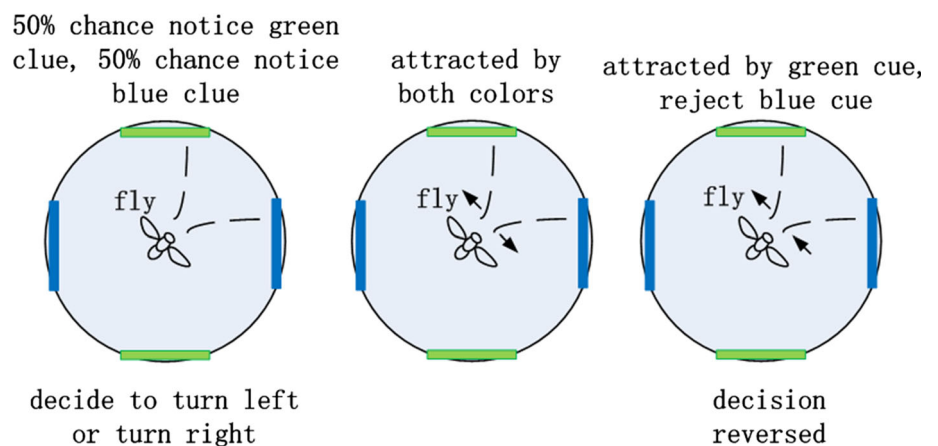 50% chance notice green
clue, 50% chance notice
blue clue
attracted by
both colors
attracted by green cue,
reject blue cue
fly
fly
fly
decide to turn left
or turn right
decision
reversed